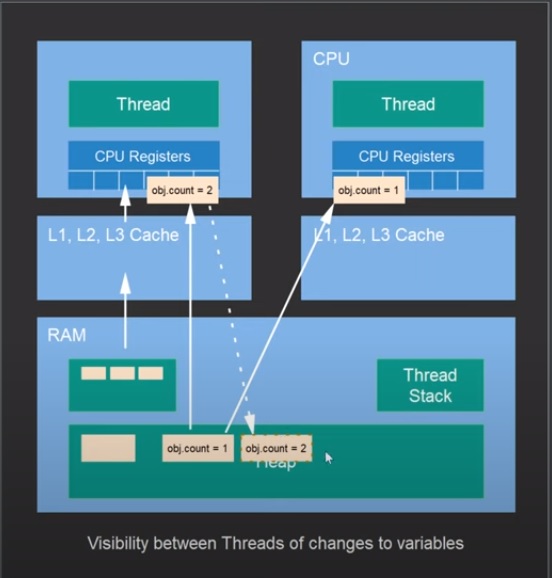 CPU
Thread
Thread
CPU Registers
CPU Registers
obj.count = 2
obj.count = 1
L1, L2, L3 Cache
L1, L2, L3 Cache
RAM
Thread
Stack
obj.count = 1
obj.count = 2
Heap
Visibility between Threads of changes to variables